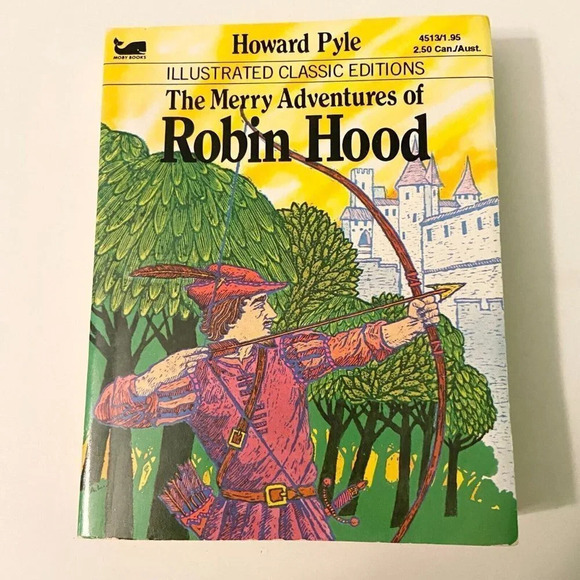 Howard Pyle
4513/1.95
2.50 Can./Aust.
MOBY BOOKS
ILLUSTRATED CLASSIC EDITIONS
The Merry Adventures of
Robin Hood